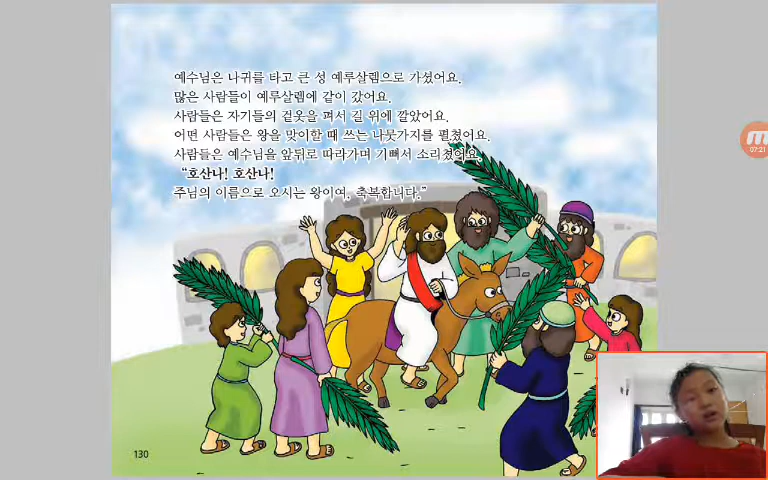 예수님은 나귀를 타고 큰 성 예루살렘으로 가셨어요.
많은 사람들이 예루살렘에 같이 갔어요.
사람들은 자기들의 겉옷을 펴서 길 위에 깔았어요.
어떤 사람들은 왕을 맞이할 때 쓰는 나뭇가지를 펼쳤어요.
사람들은 예수님을 앞뒤로 따라가며 기뻐서 소리쳤어요.
“호산나! 호산나!
주님의 이름으로 오시는 왕이여, 축복합니다.”
130
07:21